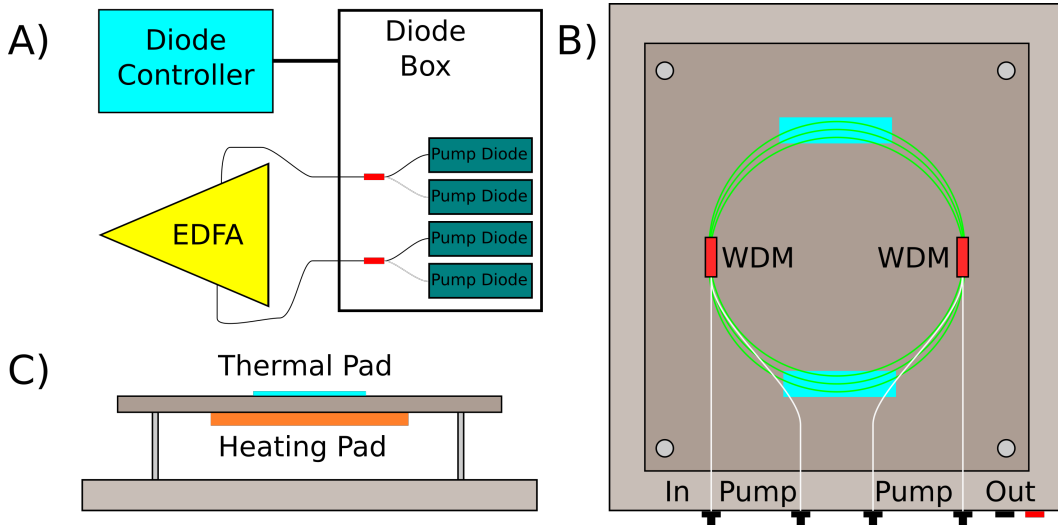 A)
Diode
Controller
Diode
Box
Pump Diode
Pump Diode
Pump Diode
Pump Diode
EDFA
B)
WDM
WDM
In
Pump
Pump
Out
C)
Thermal Pad
Heating Pad